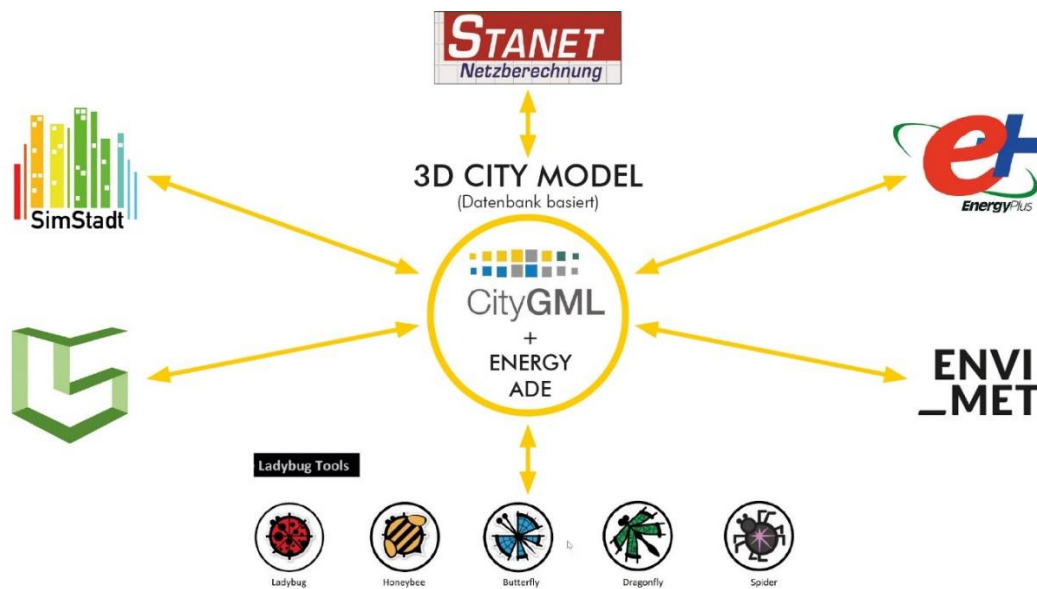 STANET
Netzberechnung
3D CITY MODEL
(Datenbank basiert)
SimStadt
e+
EnergyPlus
CityGML
+
ENERGY
ADE
ENVI
_MET
Ladybug Tools
Ladybug
Honeybee
Butterfly
Dragonfly
Spider